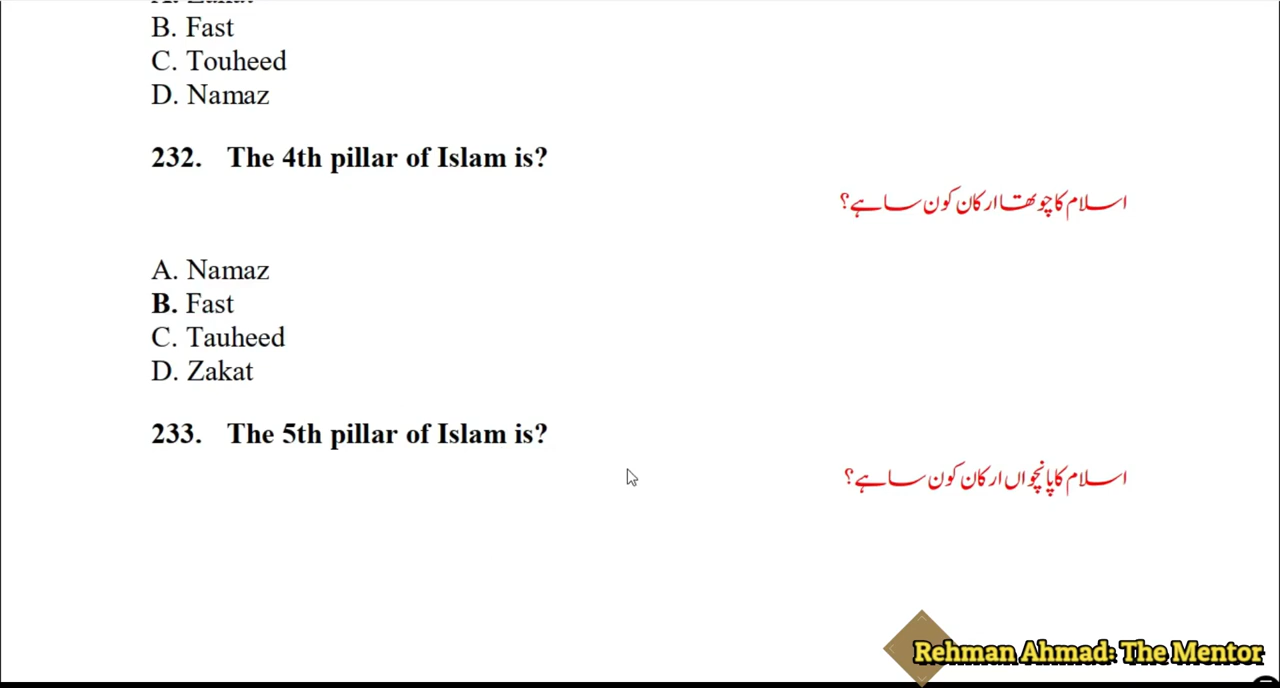 B. Fast
C. Touheed
D. Namaz
232. The 4th pillar of Islam is?
اسلام کا چوتھا ارکان کون سا ہے؟
A. Namaz
B. Fast
C. Tauheed
D. Zakat
233. The 5th pillar of Islam is?
اسلام کا پانچواں ارکان کون سا ہے؟
Rehman Ahmad: The Mentor